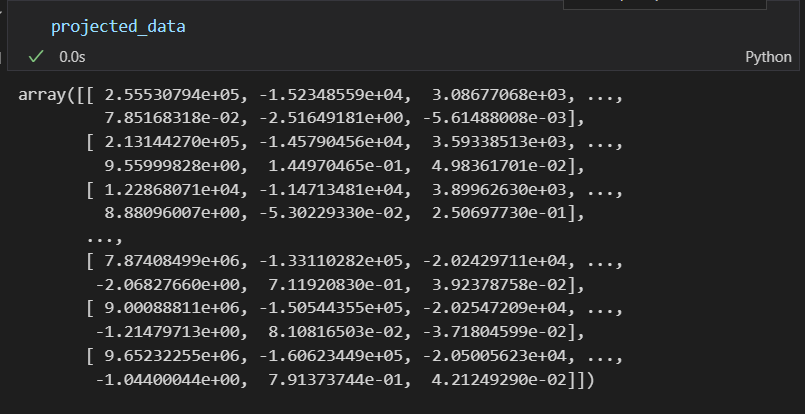 projected_data
0.0s
Python
array([[ 2.55530794e+05, -1.52348559e+04,  3.08677068e+03, ...,
         7.85168318e-02, -2.51649181e+00, -5.61488008e-03],
       [ 2.13144270e+05, -1.45790456e+04,  3.59338513e+03, ...,
         9.55999828e+00,  1.44970465e-01,  4.98361701e-02],
       [ 1.22868071e+04, -1.14713481e+04,  3.89962630e+03, ...,
         8.88096007e+00, -5.30229330e-02,  2.50697730e-01],
       ...,
       [ 7.87408499e+06, -1.33110282e+05, -2.02429711e+04, ...,
        -2.06827660e+00,  7.11920830e-01,  3.92378758e-02],
       [ 9.00088811e+06, -1.50544355e+05, -2.02547209e+04, ...,
        -1.21479713e+00,  8.10816503e-02, -3.71804599e-02],
       [ 9.65232255e+06, -1.60623449e+05, -2.05005623e+04, ...,
        -1.04400044e+00,  7.91373744e-01,  4.21249290e-02]])